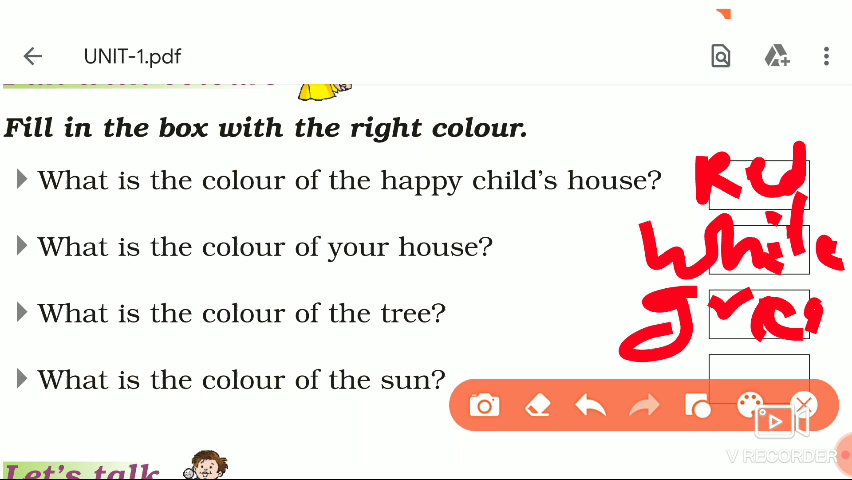 UNIT-1.pdf
Fill in the box with the right colour.
What is the colour of the happy child's house? Red
What is the colour of your house? White
What is the colour of the tree? gree
What is the colour of the sun?
V RECORDER
Let's talk